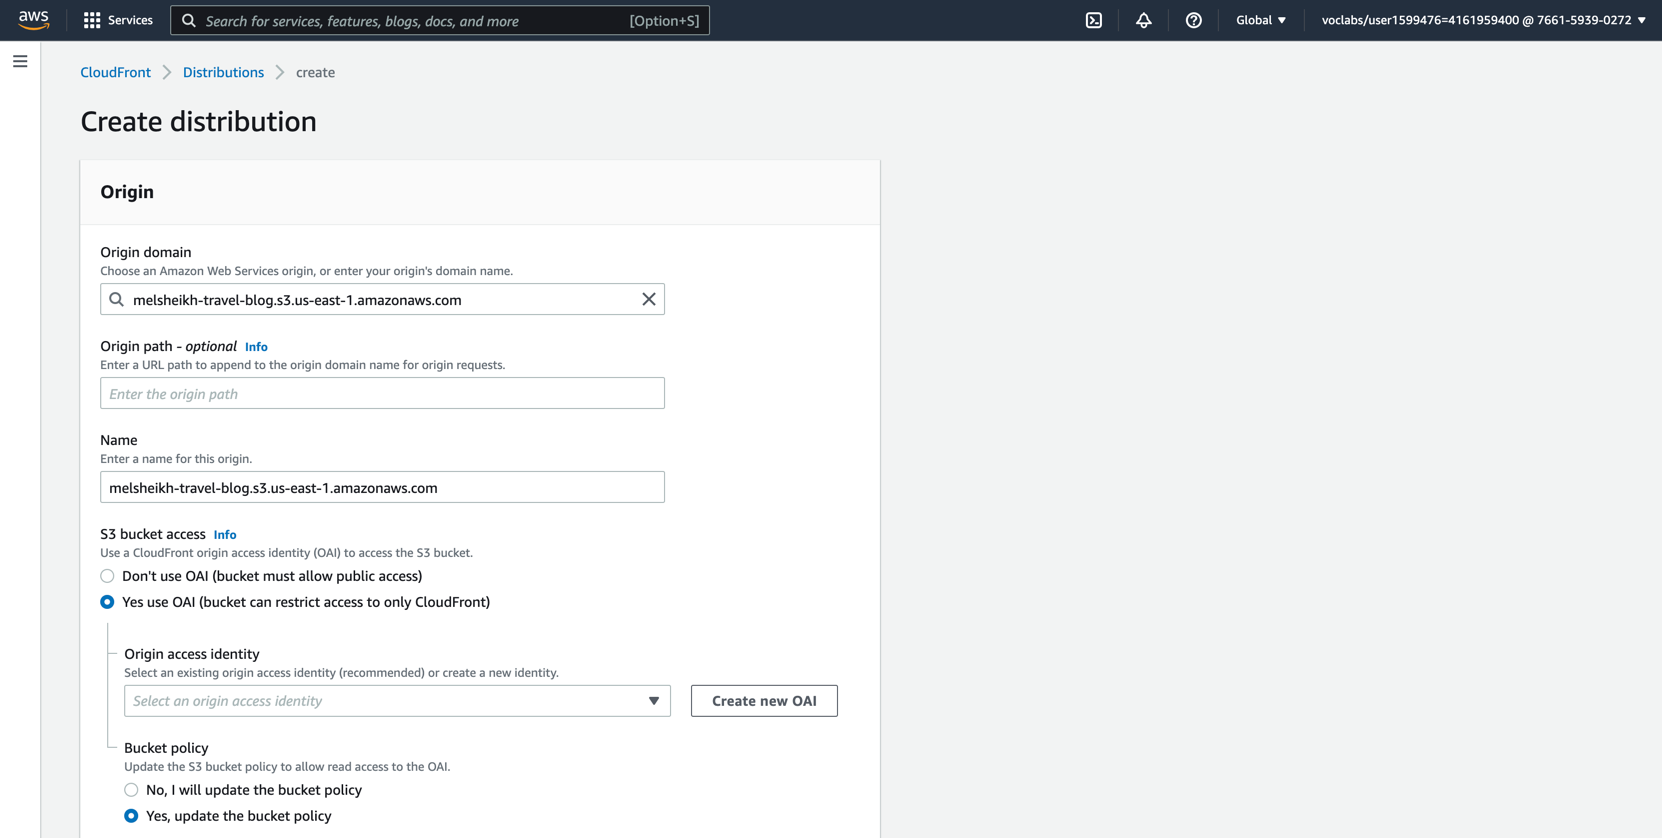 aws
Services
Search for services, features, blogs, docs, and more
[Option+S]
Global
voclabs/user1599476=4161959400 @ 7661-5939-0272
CloudFront
Distributions
create
Create distribution
Origin
Origin domain
Choose an Amazon Web Services origin, or enter your origin's domain name.
melsheikh-travel-blog.s3.us-east-1.amazonaws.com
Origin path - optional Info
Enter a URL path to append to the origin domain name for origin requests.
Enter the origin path
Name
Enter a name for this origin.
melsheikh-travel-blog.s3.us-east-1.amazonaws.com
S3 bucket access Info
Use a CloudFront origin access identity (OAI) to access the S3 bucket.
Don't use OAI (bucket must allow public access)
Yes use OAI (bucket can restrict access to only CloudFront)
Origin access identity
Select an existing origin access identity (recommended) or create a new identity.
Select an origin access identity
Create new OAI
Bucket policy
Update the S3 bucket policy to allow read access to the OAI.
No, I will update the bucket policy
Yes, update the bucket policy